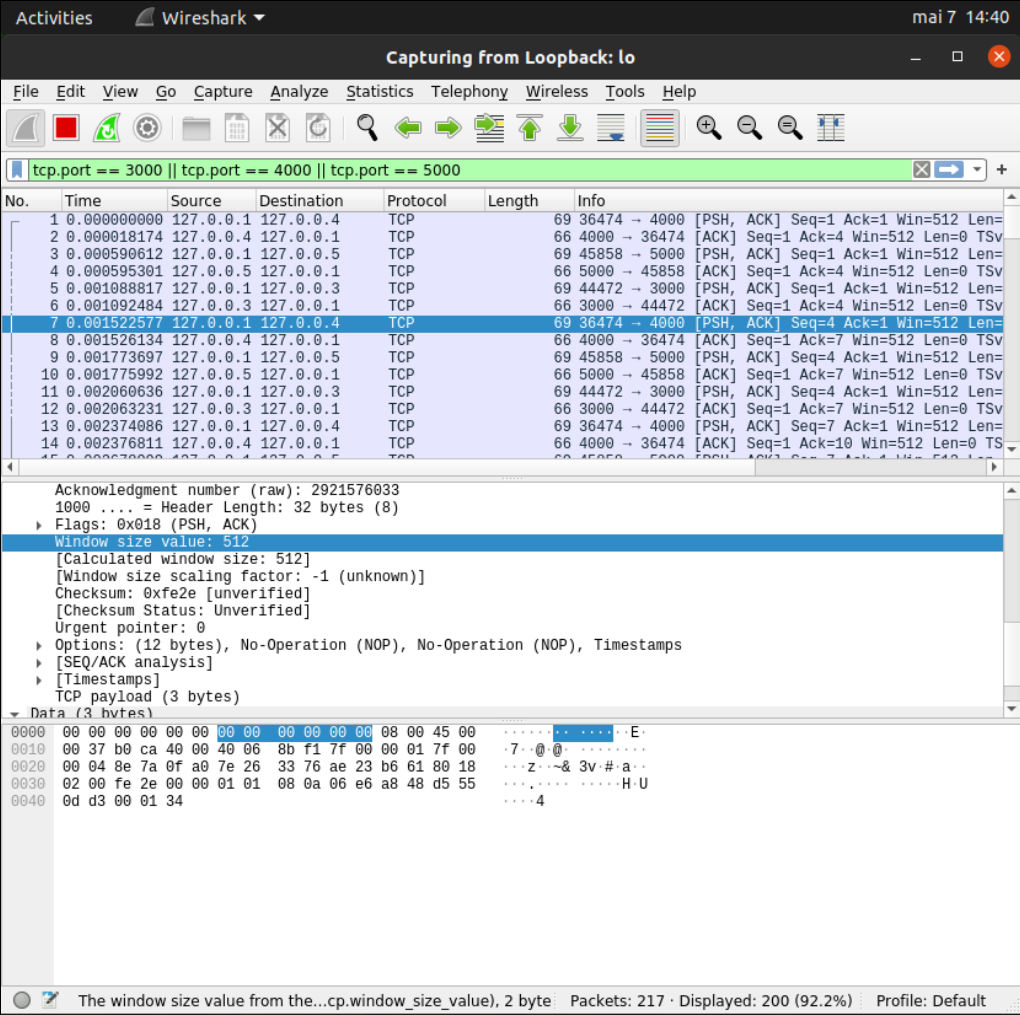 Activities Wireshark mai 7 14:40
Capturing from Loopback: lo
File Edit View Go Capture Analyze Statistics Telephony Wireless Tools Help
tcp.port == 3000 || tcp.port == 4000 || tcp.port == 5000
No. Time Source Destination Protocol Length Info
1 0.000000000 127.0.0.1 127.0.0.4 TCP 69 36474 → 4000 [PSH, ACK] Seq=1 Ack=1 Win=512 Len=
2 0.000018174 127.0.0.4 127.0.0.1 TCP 66 4000 → 36474 [ACK] Seq=1 Ack=4 Win=512 Len=0 TSv
3 0.000590612 127.0.0.1 127.0.0.5 TCP 69 45858 → 5000 [PSH, ACK] Seq=1 Ack=1 Win=512 Len=
4 0.000595301 127.0.0.5 127.0.0.1 TCP 66 5000 → 45858 [ACK] Seq=1 Ack=4 Win=512 Len=0 TSv
5 0.001088817 127.0.0.1 127.0.0.3 TCP 69 44472 → 3000 [PSH, ACK] Seq=1 Ack=1 Win=512 Len=
6 0.001092484 127.0.0.3 127.0.0.1 TCP 66 3000 → 44472 [ACK] Seq=1 Ack=4 Win=512 Len=0 TSv
7 0.001522577 127.0.0.1 127.0.0.4 TCP 69 36474 → 4000 [PSH, ACK] Seq=4 Ack=1 Win=512 Len=
8 0.001526134 127.0.0.4 127.0.0.1 TCP 66 4000 → 36474 [ACK] Seq=1 Ack=7 Win=512 Len=0 TSv
9 0.001773697 127.0.0.1 127.0.0.5 TCP 69 45858 → 5000 [PSH, ACK] Seq=4 Ack=1 Win=512 Len=
10 0.001775992 127.0.0.5 127.0.0.1 TCP 66 5000 → 45858 [ACK] Seq=1 Ack=7 Win=512 Len=0 TSv
11 0.002060636 127.0.0.1 127.0.0.3 TCP 69 44472 → 3000 [PSH, ACK] Seq=4 Ack=1 Win=512 Len=
12 0.002063231 127.0.0.3 127.0.0.1 TCP 66 3000 → 44472 [ACK] Seq=1 Ack=7 Win=512 Len=0 TSv
13 0.002374086 127.0.0.1 127.0.0.4 TCP 69 36474 → 4000 [PSH, ACK] Seq=7 Ack=1 Win=512 Len=
14 0.002376811 127.0.0.4 127.0.0.1 TCP 66 4000 → 36474 [ACK] Seq=1 Ack=10 Win=512 Len=0 TS
Acknowledgment number (raw): 2921576033
1000 .... = Header Length: 32 bytes (8)
Flags: 0x018 (PSH, ACK)
Window size value: 512
[Calculated window size: 512]
[Window size scaling factor: -1 (unknown)]
Checksum: 0xfe2e [unverified]
[Checksum Status: Unverified]
Urgent pointer: 0
Options: (12 bytes), No-Operation (NOP), No-Operation (NOP), Timestamps
[SEQ/ACK analysis]
[Timestamps]
TCP payload (3 bytes)
Data (3 bytes)
0000 00 00 00 00 00 00 00 00 00 00 00 00 08 00 45 00 ·············E·
0010 00 37 b0 ca 40 00 40 06 8b f1 7f 00 00 01 7f 00 ·7··@·@·········
0020 00 04 8e 7a 0f a0 7e 26 33 76 ae 23 b6 61 80 18 ···z··~&3v·#·a··
0030 02 00 fe 2e 00 00 01 01 08 0a 06 e6 a8 48 d5 55 ···.·········H·U
0040 0d d3 00 01 34 ····4
The window size value from the...cp.window_size_value), 2 byte Packets: 217 · Displayed: 200 (92.2%) Profile: Default